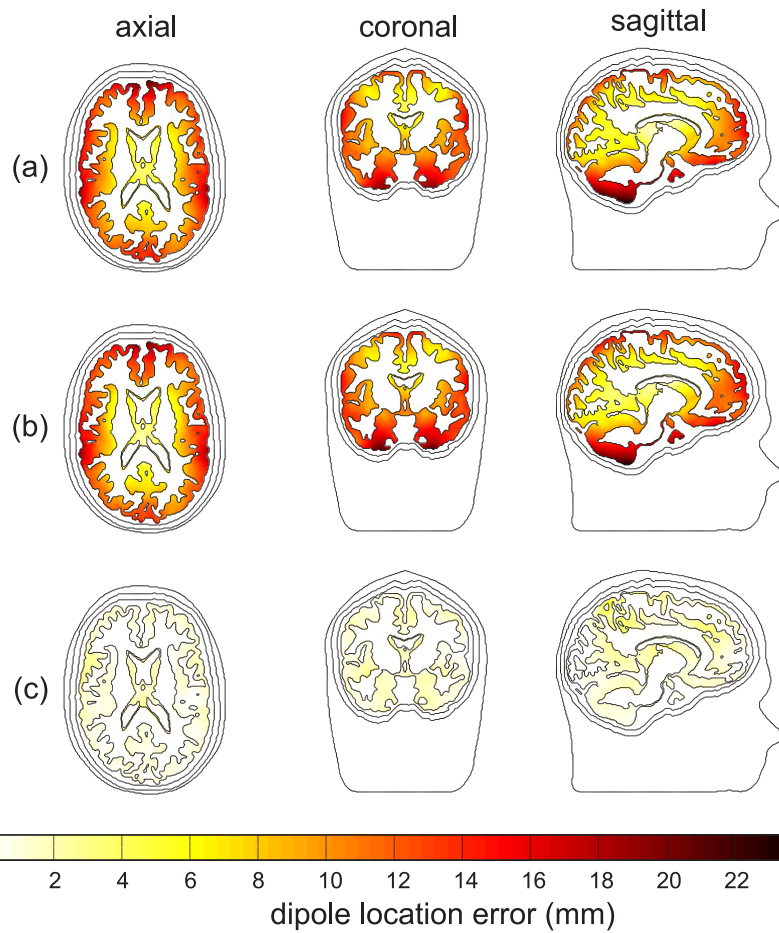 axial coronal sagittal
(a)
(b)
(c)
2 4 6 8 10 12 14 16 18 20 22
dipole location error (mm)